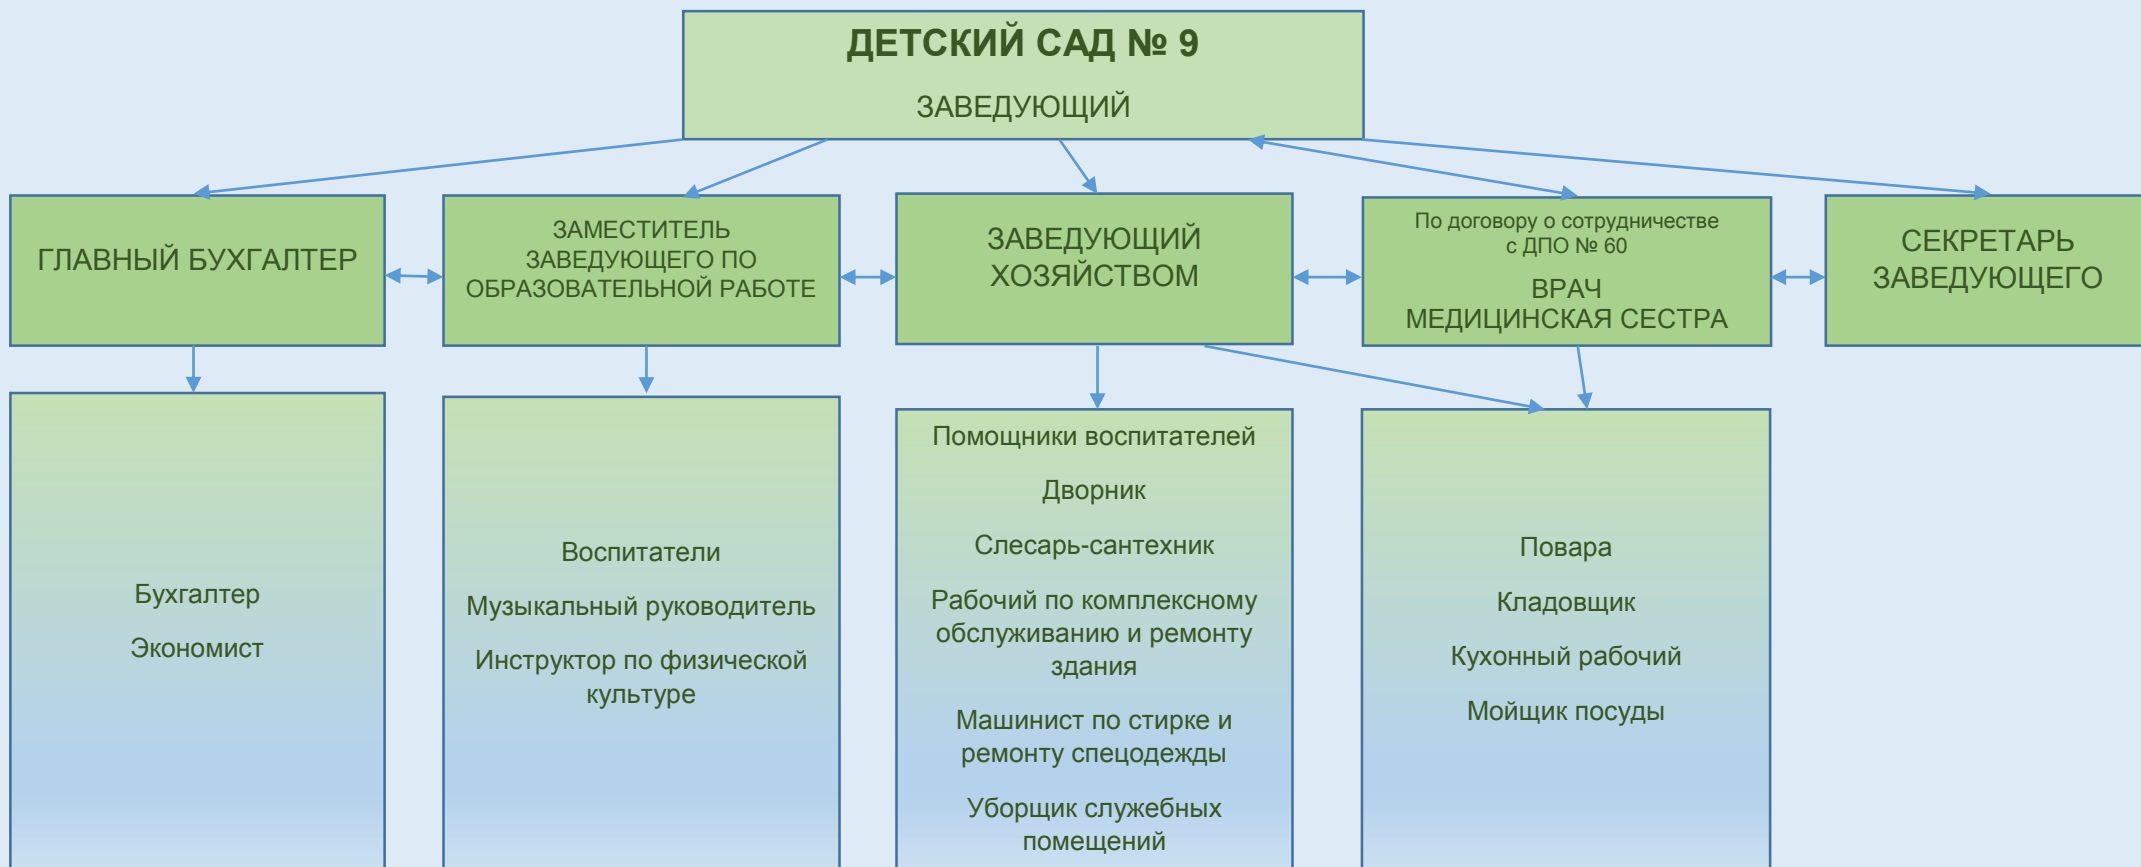 ДЕТСКИЙ САД № 9
ЗАВЕДУЮЩИЙ
ГЛАВНЫЙ БУХГАЛТЕР
ЗАМЕСТИТЕЛЬ
ЗАВЕДУЮЩЕГО ПО
ОБРАЗОВАТЕЛЬНОЙ РАБОТЕ
ЗАВЕДУЮЩИЙ
ХОЗЯЙСТВОМ
По договору о сотрудничестве
с ДПО № 60
ВРАЧ
МЕДИЦИНСКАЯ СЕСТРА
СЕКРЕТАРЬ
ЗАВЕДУЮЩЕГО
Бухгалтер
Экономист
Воспитатели
Музыкальный руководитель
Инструктор по физической
культуре
Помощники воспитателей
Дворник
Слесарь-сантехник
Рабочий по комплексному
обслуживанию и ремонту
здания
Машинист по стирке и
ремонту спецодежды
Уборщик служебных
помещений
Повара
Кладовщик
Кухонный рабочий
Мойщик посуды